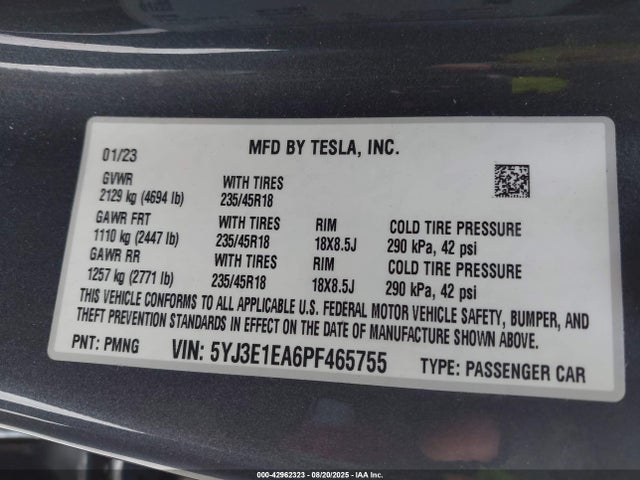 01/23 MFD BY TESLA, INC.
GVWR WITH TIRES
2129 kg (4694 lb) 235/45R18
GAWR FRT WITH TIRES RIM COLD TIRE PRESSURE
1110 kg (2447 lb) 235/45R18 18X8.5J 290 kPa, 42 psi
GAWR RR WITH TIRES RIM COLD TIRE PRESSURE
1257 kg (2771 lb) 235/45R18 18X8.5J 290 kPa, 42 psi
THIS VEHICLE CONFORMS TO ALL APPLICABLE U.S. FEDERAL MOTOR VEHICLE SAFETY, BUMPER, AND
THEFT PREVENTION STANDARDS IN EFFECT ON THE DATE OF MANUFACTURE SHOWN ABOVE.
PNT: PMNG VIN: 5YJ3E1EA6PF465755 TYPE: PASSENGER CAR
000-42962323 | 08/20/2025 | IAA Inc.